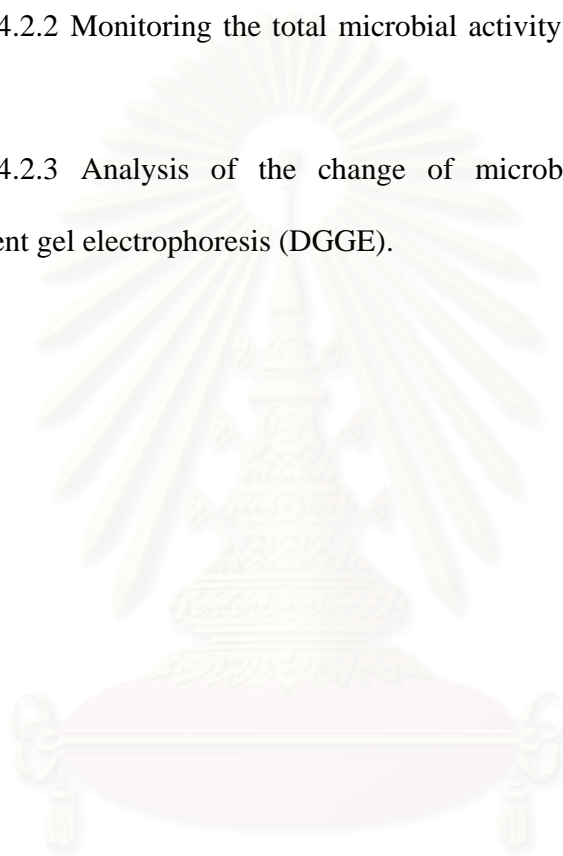 4.2.2 Monitoring the total microbial activity
4.2.3 Analysis of the change of microb
ent gel electrophoresis (DGGE).